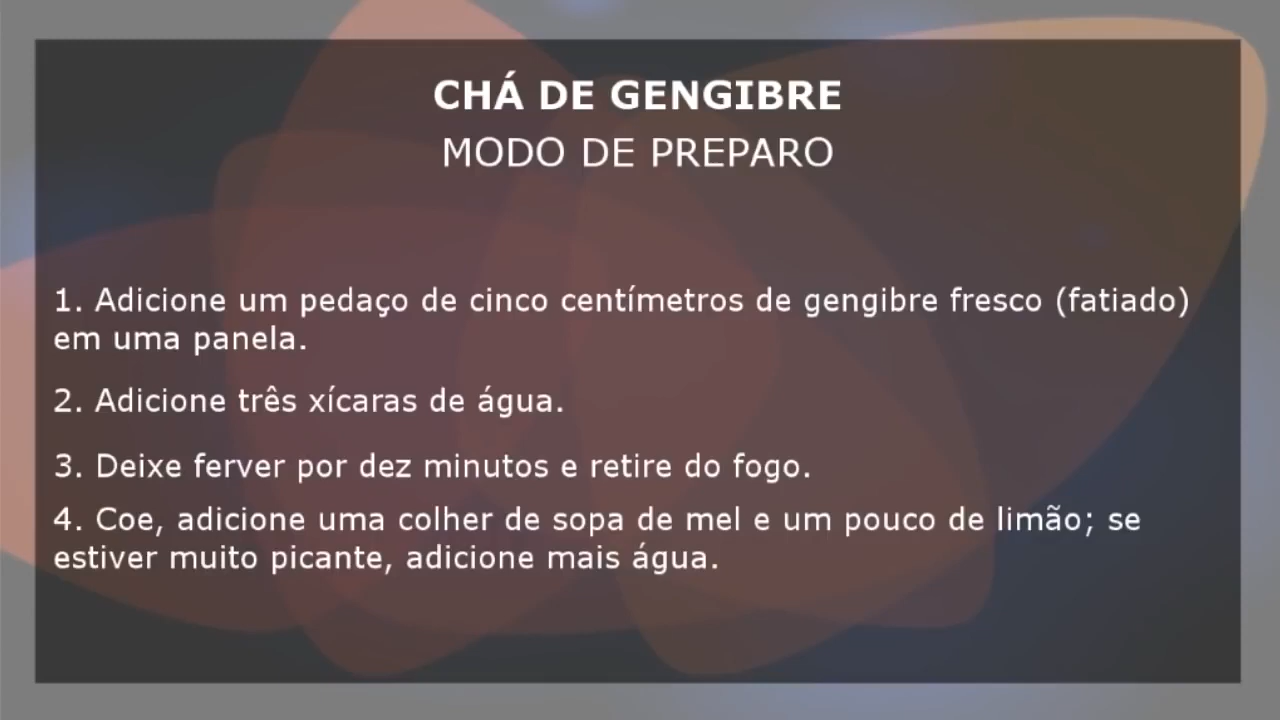 CHÁ DE GENGIBRE
MODO DE PREPARO
1. Adicione um pedaço de cinco centímetros de gengibre fresco (fatiado)
em uma panela.
2. Adicione três xícaras de água.
3. Deixe ferver por dez minutos e retire do fogo.
4. Coe, adicione uma colher de sopa de mel e um pouco de limão; se
estiver muito picante, adicione mais água.